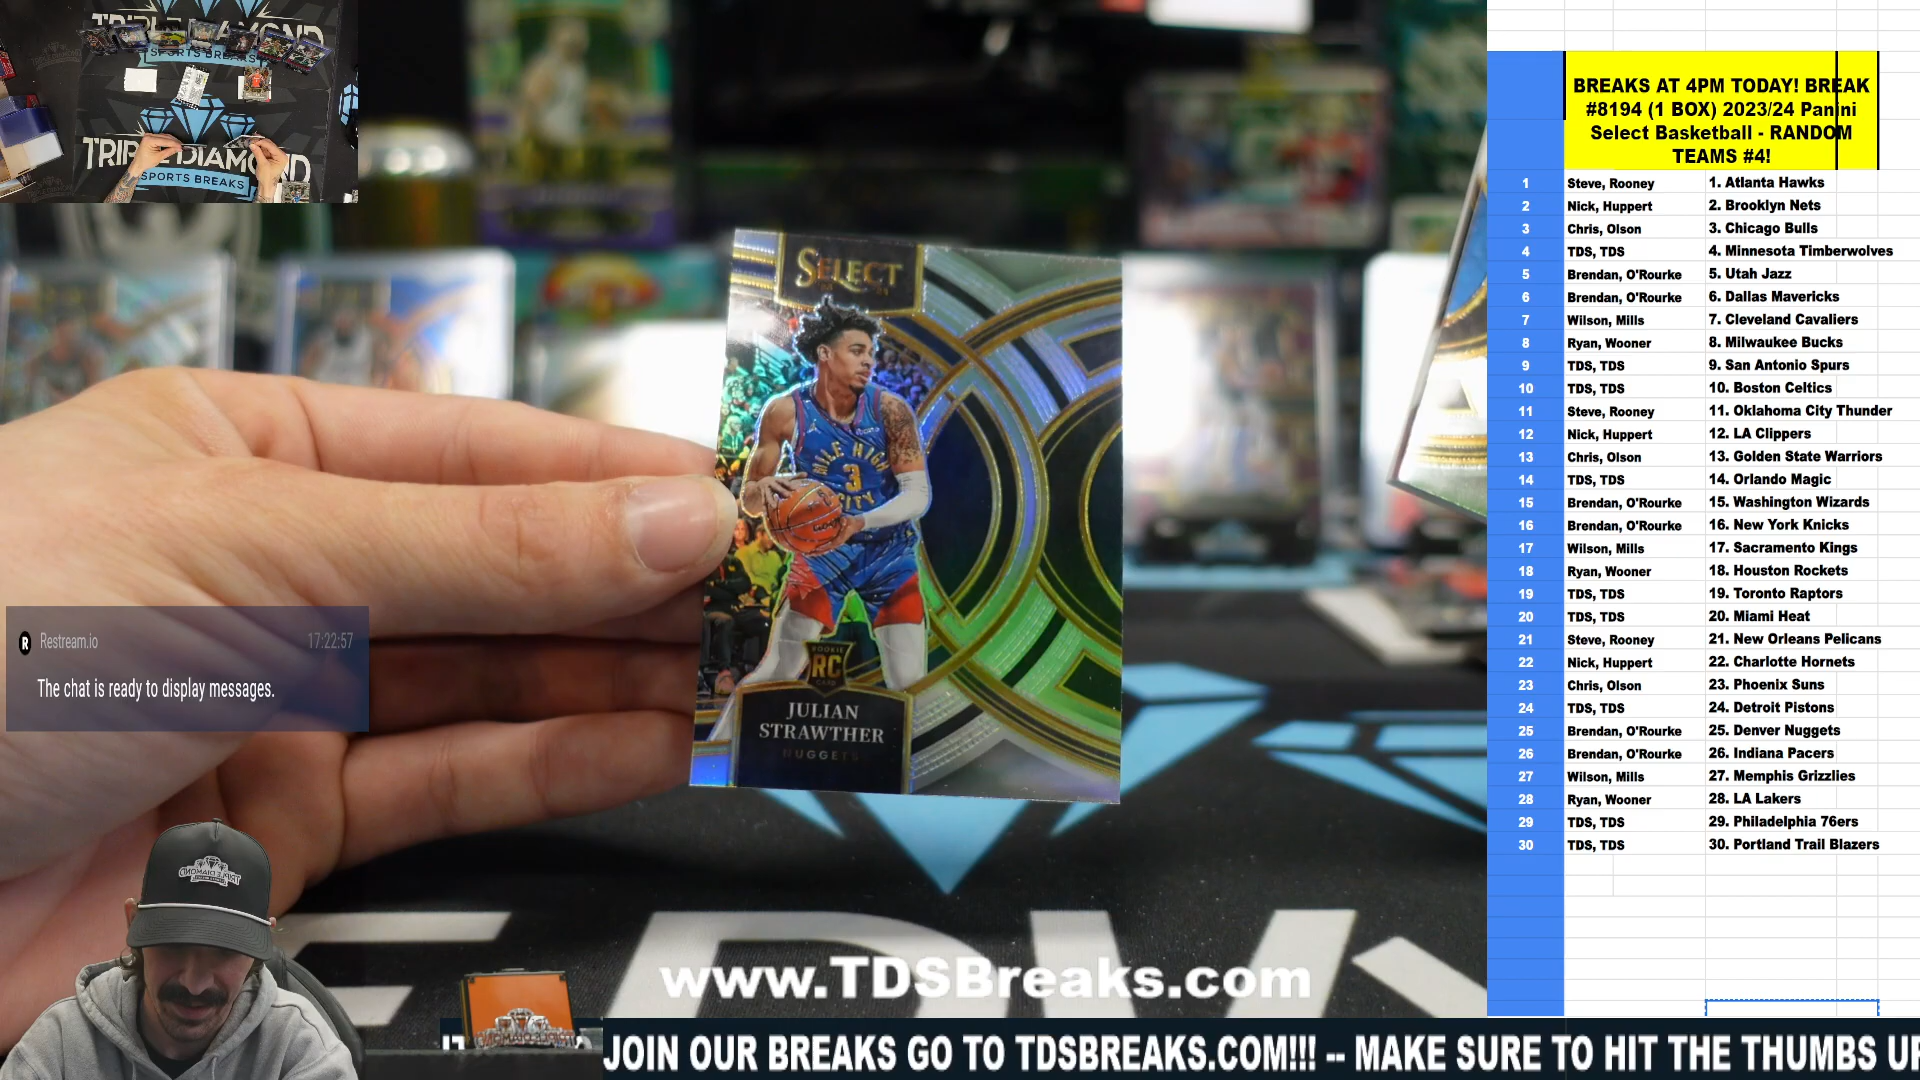 TRIPLE DIAMOND
SPORTS BREAKS
TRIPLE DIAMOND
SPORTS BREAKS
SELECT
MILE HIGH
3
CITY
ROOKIE
RC
CARD
JULIAN
STRAWTHER
NUGGETS
Restream.io 17:22:57
The chat is ready to display messages.
www.TDSBreaks.com
JOIN OUR BREAKS GO TO TDSBREAKS.COM!!! -- MAKE SURE TO HIT THE THUMBS UP
BREAKS AT 4PM TODAY! BREAK
#8194 (1 BOX) 2023/24 Panini
Select Basketball - RANDOM
TEAMS #4!
1 Steve, Rooney 1. Atlanta Hawks
2 Nick, Huppert 2. Brooklyn Nets
3 Chris, Olson 3. Chicago Bulls
4 TDS, TDS 4. Minnesota Timberwolves
5 Brendan, O'Rourke 5. Utah Jazz
6 Brendan, O'Rourke 6. Dallas Mavericks
7 Wilson, Mills 7. Cleveland Cavaliers
8 Ryan, Wooner 8. Milwaukee Bucks
9 TDS, TDS 9. San Antonio Spurs
10 TDS, TDS 10. Boston Celtics
11 Steve, Rooney 11. Oklahoma City Thunder
12 Nick, Huppert 12. LA Clippers
13 Chris, Olson 13. Golden State Warriors
14 TDS, TDS 14. Orlando Magic
15 Brendan, O'Rourke 15. Washington Wizards
16 Brendan, O'Rourke 16. New York Knicks
17 Wilson, Mills 17. Sacramento Kings
18 Ryan, Wooner 18. Houston Rockets
19 TDS, TDS 19. Toronto Raptors
20 TDS, TDS 20. Miami Heat
21 Steve, Rooney 21. New Orleans Pelicans
22 Nick, Huppert 22. Charlotte Hornets
23 Chris, Olson 23. Phoenix Suns
24 TDS, TDS 24. Detroit Pistons
25 Brendan, O'Rourke 25. Denver Nuggets
26 Brendan, O'Rourke 26. Indiana Pacers
27 Wilson, Mills 27. Memphis Grizzlies
28 Ryan, Wooner 28. LA Lakers
29 TDS, TDS 29. Philadelphia 76ers
30 TDS, TDS 30. Portland Trail Blazers